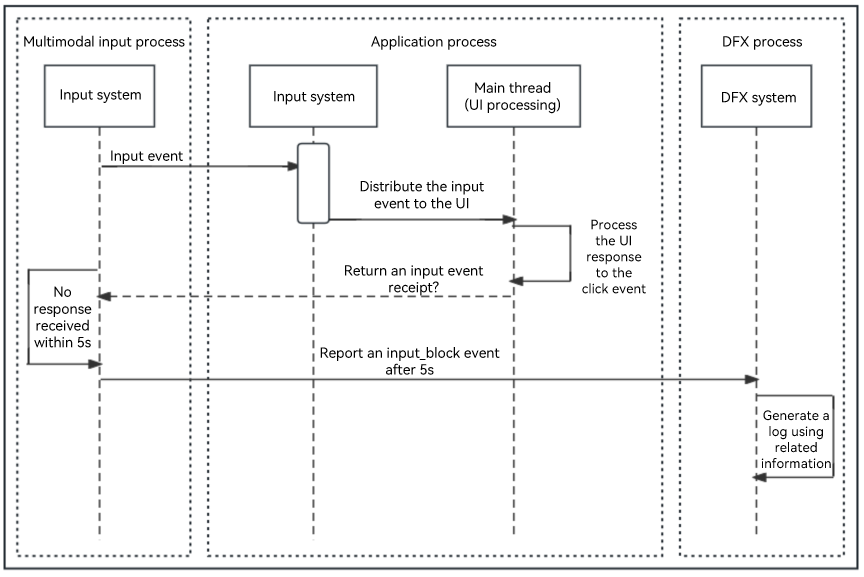 Multimodal input process
Application process
DFX process
Input system
Input system
Main thread
(UI processing)
DFX system
Input event
Distribute the input
event to the UI
Process
the UI
response
to the
click event
Return an input event
receipt?
No
response
received
within 5s
Report an input_block event
after 5s
Generate a
log using
related
information